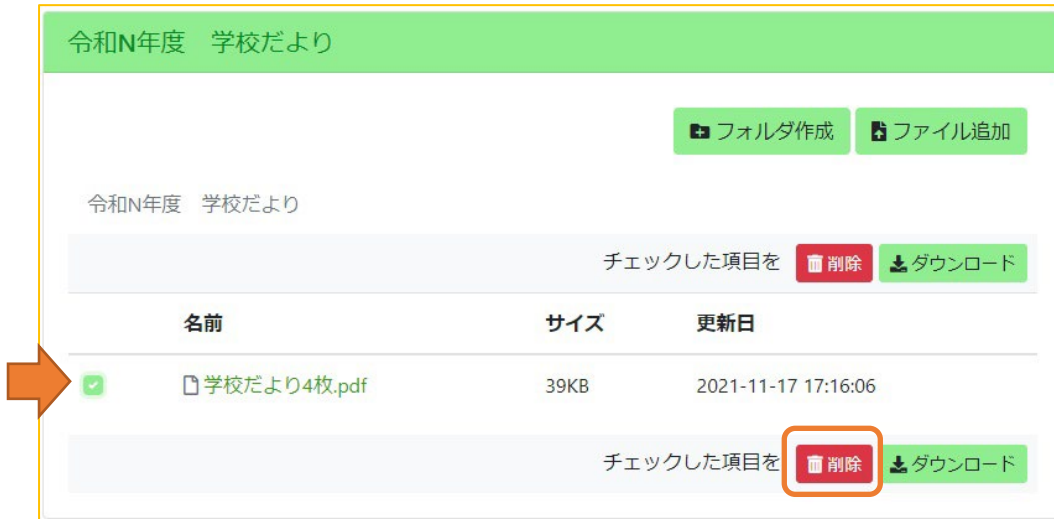 令和N年度　学校だより
フォルダ作成 ファイル追加
令和N年度　学校だより
チェックした項目を 削除 ダウンロード
名前 サイズ 更新日
学校だより4枚.pdf 39KB 2021-11-17 17:16:06
チェックした項目を 削除 ダウンロード